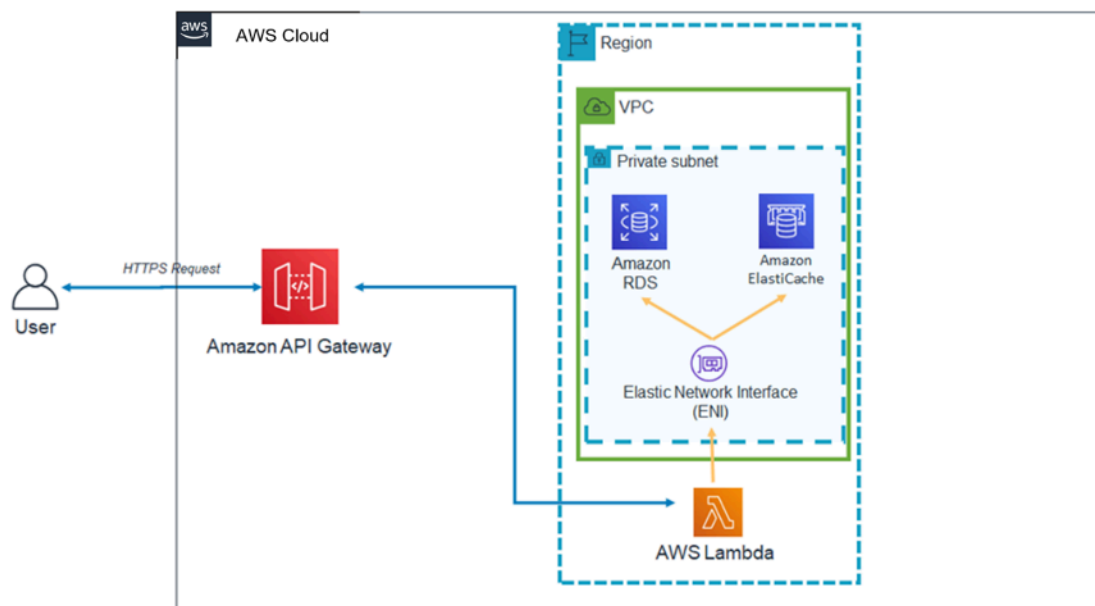 aws
AWS Cloud
Region
VPC
Private subnet
Amazon
RDS
Amazon
ElastiCache
HTTPS Request
</>
User
Amazon API Gateway
Elastic Network Interface
(ENI)
AWS Lambda